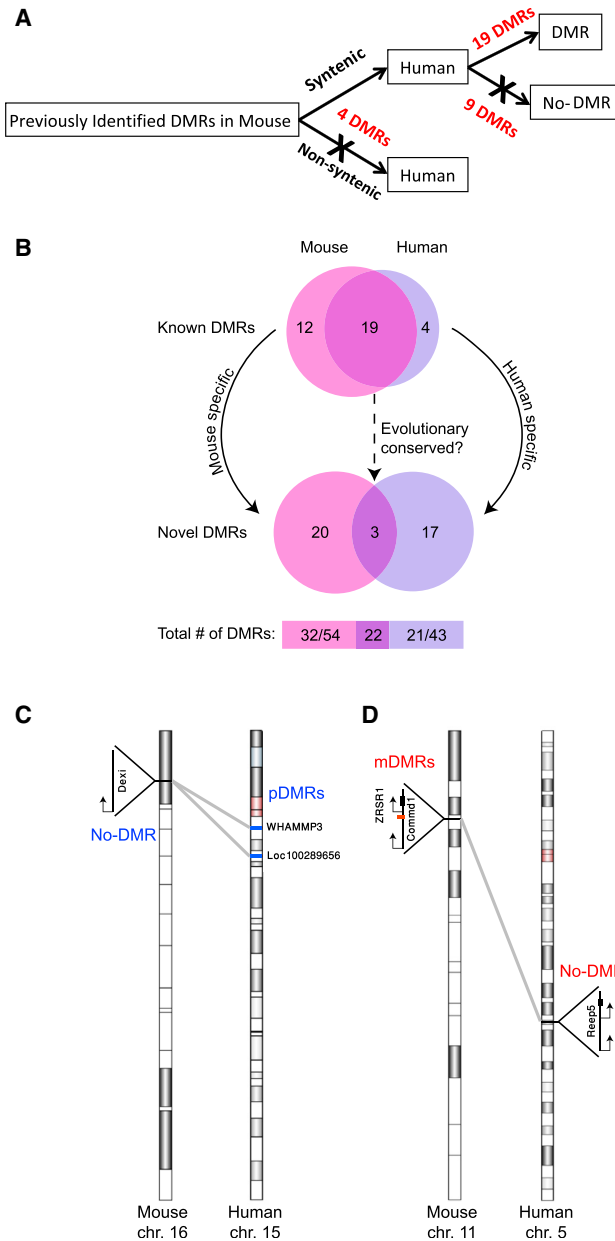 A
Previously Identified DMRs in Mouse
Syntenic
4 DMRs
Non-syntenic
Human
Human
19 DMRs
9 DMRs
DMR
No-DMR
B
Mouse Human
Known DMRs
12 19 4
Mouse specific
Evolutionary
conserved?
Human specific
Novel DMRs
20 3 17
Total # of DMRs: 32/54 22 21/43
C
Dexi
No-DMR
pDMRs
WHAMMP3
Loc100289656
Mouse
chr. 16
Human
chr. 15
D
mDMRs
ZRSR1
Commd1
No-DM
Reep5
Mouse
chr. 11
Human
chr. 5